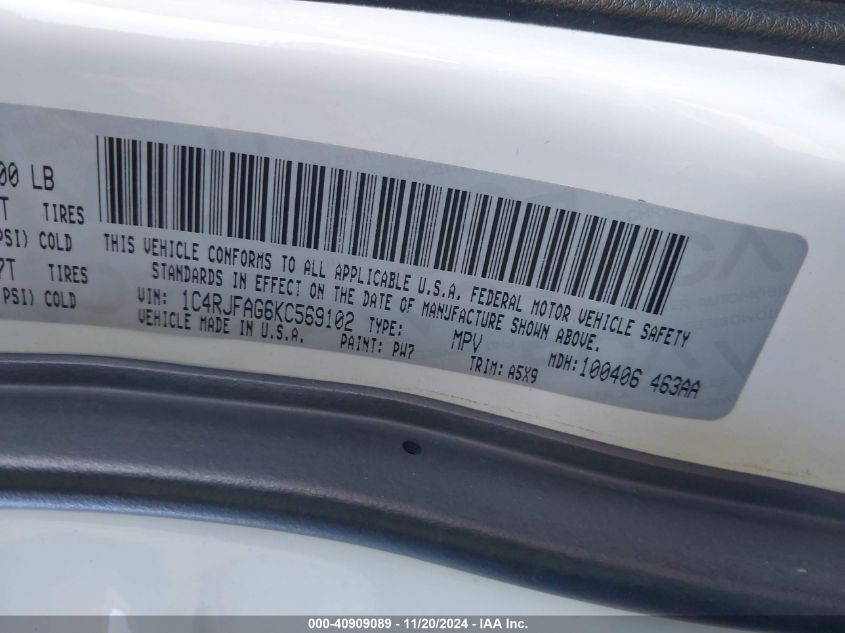 00 LB
T TIRES
PSI) COLD
7T TIRES
PSI) COLD
THIS VEHICLE CONFORMS TO ALL APPLICABLE U.S.A. FEDERAL MOTOR VEHICLE SAFETY
STANDARDS IN EFFECT ON THE DATE OF MANUFACTURE SHOWN ABOVE.
VIN: 1C4RJFAG6KC569102 TYPE: MPV MDH:100406 463AA
VEHICLE MADE IN U.S.A. PAINT: PW7 TRIM: A5X9
000-40909089 - 11/20/2024 - IAA Inc.